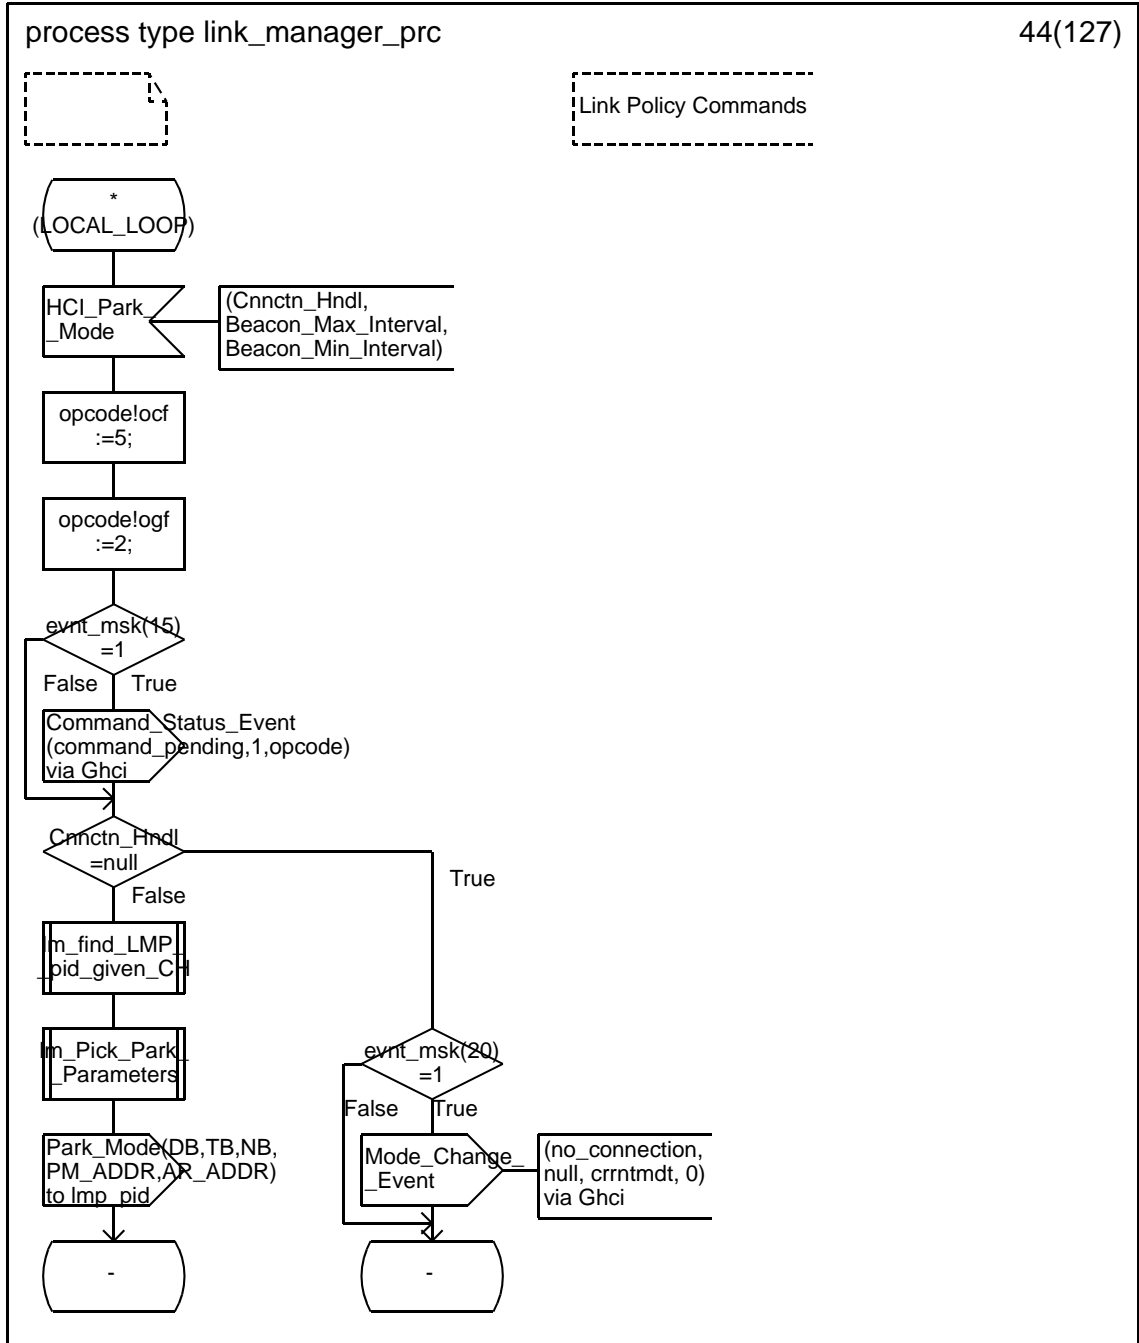 process type link_manager_prc
44(127)
Link Policy Commands
*
(LOCAL_LOOP)
HCI_Park_
_Mode
(Cnnctn_Hndl,
Beacon_Max_Interval,
Beacon_Min_Interval)
opcode!ocf
:=5;
opcode!ogf
:=2;
evnt_msk(15)
=1
False
True
Command_Status_Event
(command_pending,1,opcode)
via Ghci
Cnnctn_Hndl
=null
True
False
lm_find_LMP_
_pid_given_CH
lm_Pick_Park_
_Parameters
evnt_msk(20)
=1
False
True
Park_Mode(DB,TB,NB,
PM_ADDR,AR_ADDR)
to lmp_pid
Mode_Change_
_Event
(no_connection,
null, crrntmdt, 0)
via Ghci
-
-